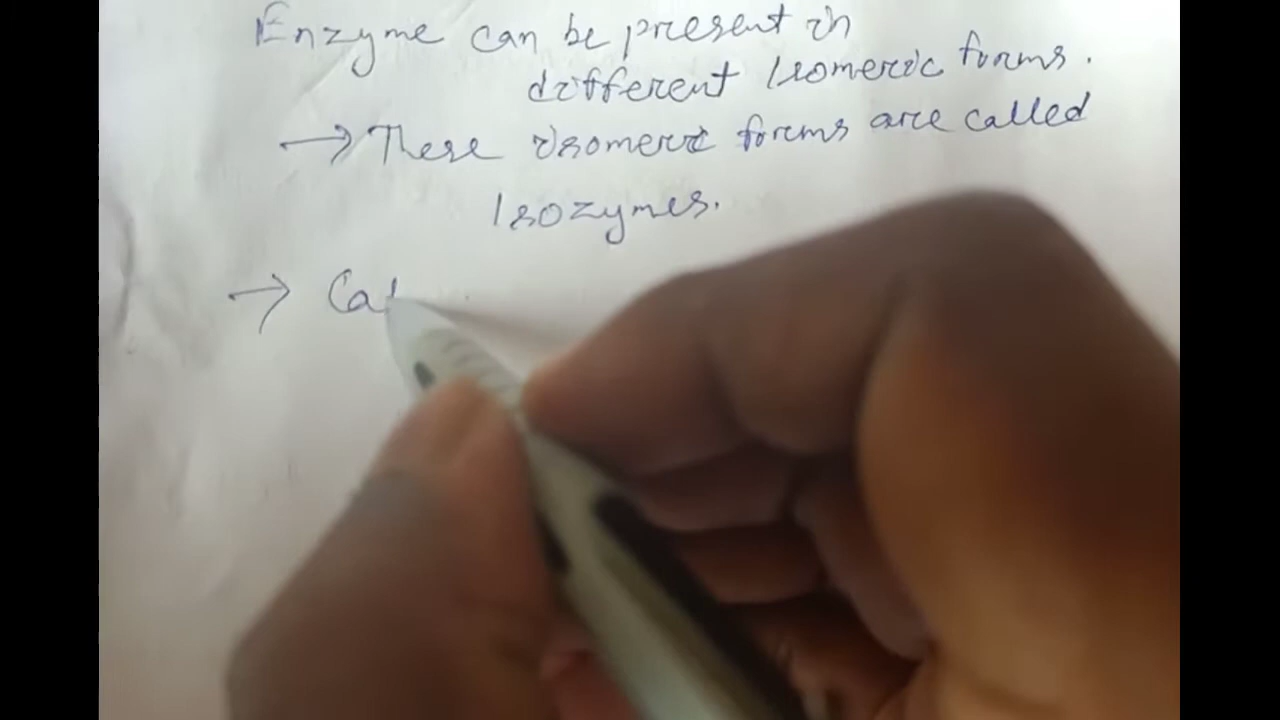 Enzyme can be present in
different Isomeric forms.
→ These isomeric forms are called
Isozymes.
→ Ca